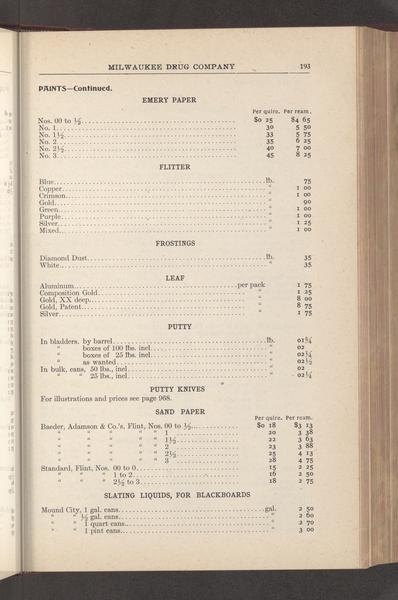 MILWAUKEE DRUG COMPANY 193
PAINTS—Continued.
EMERY PAPER
Per quire. Per ream.
Nos. 00 to ½ $0 25 $4 65
No. 1 30 5 50
No. 1½ 33 5 75
No. 2 35 6 25
No. 2½ 40 7 00
No. 3 45 8 25
FLITTER
Blue lb. 75
Copper " 1 00
Crimson " 1 00
Gold " 90
Green " 1 00
Purple " 1 00
Silver " 1 25
Mixed " 1 00
FROSTINGS
Diamond Dust lb. 35
White " 35
LEAF
Aluminum per pack 1 75
Composition Gold " 1 25
Gold, XX deep " 8 00
Gold, Patent " 8 75
Silver " 1 75
PUTTY
In bladders, by barrel lb. 01¾
" boxes of 100 lbs. incl " 02
" boxes of 25 lbs. incl " 02¼
" as wanted " 02½
In bulk, cans, 50 lbs., incl " 02
" " 25 lbs., incl " 02¼
PUTTY KNIVES
For illustrations and prices see page 968.
SAND PAPER
Per quire. Per ream.
Baeder, Adamson & Co.'s, Flint, Nos. 00 to ½ $0 18 $3 13
" " " " " 1 20 3 38
" " " " " 1½ 22 3 63
" " " " " 2 23 3 88
" " " " " 2½ 25 4 13
" " " " " 3 28 4 75
Standard, Flint, Nos. 00 to 0 15 2 25
" " " 1 to 2 16 2 50
" " " 2½ to 3 18 2 75
SLATING LIQUIDS, FOR BLACKBOARDS
Mound City, 1 gal. cans gal. 2 50
" " ½ gal. cans " 2 60
" " 1 quart cans " 2 70
" " 1 pint cans " 3 00